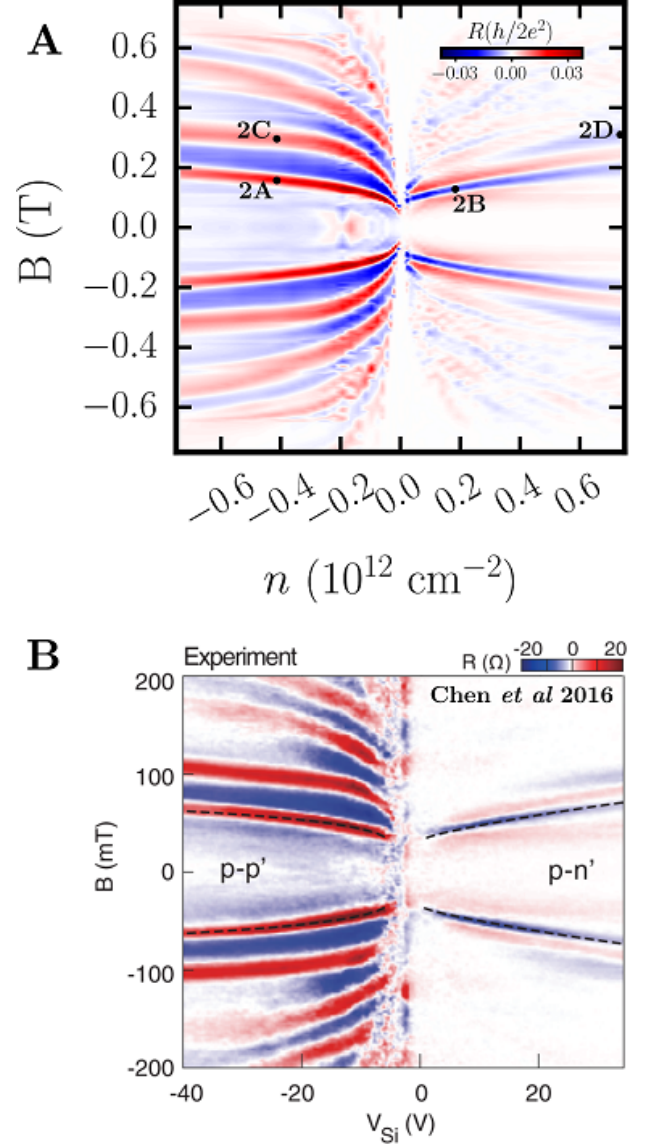 A
R(h/2e²)
−0.03 0.00 0.03
0.6
0.4
0.2
0.0
−0.2
−0.4
−0.6
B (T)
2C
2A
2D
2B
−0.6 −0.4 −0.2 0.0 0.2 0.4 0.6
n (10¹² cm⁻²)
B
Experiment
R (Ω)
-20 0 20
Chen et al 2016
200
100
0
-100
-200
B (mT)
p-p’
p-n’
-40 -20 0 20
V_Si (V)